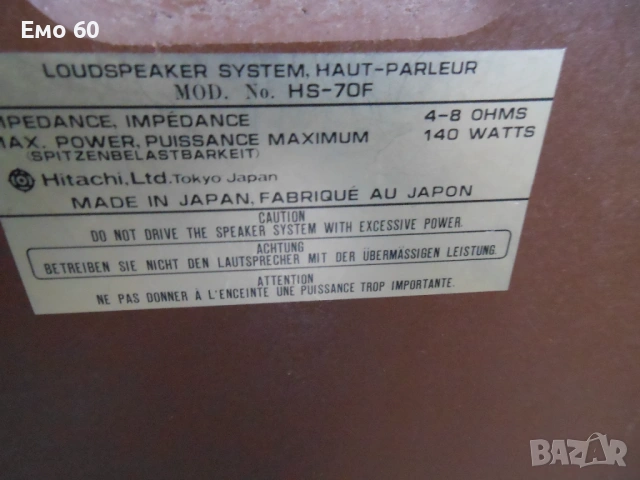 Емо 60
LOUDSPEAKER SYSTEM, HAUT-PARLEUR
MOD. No. HS-70F
MPEDANCE, IMPÉDANCE 4-8 OHMS
MAX. POWER, PUISSANCE MAXIMUM 140 WATTS
(SPITZENBELASTBARKEIT)
Hitachi, Ltd. Tokyo Japan
MADE IN JAPAN, FABRIQUÉ AU JAPON
CAUTION
DO NOT DRIVE THE SPEAKER SYSTEM WITH EXCESSIVE POWER.
ACHTUNG
BETREIBEN SIE NICHT DEN LAUTSPRECHER MIT DER ÜBERMÄSSIGEN LEISTUNG.
ATTENTION
NE PAS DONNER À L'ENCEINTE UNE PUISSANCE TROP IMPORTANTE.
BAZAR